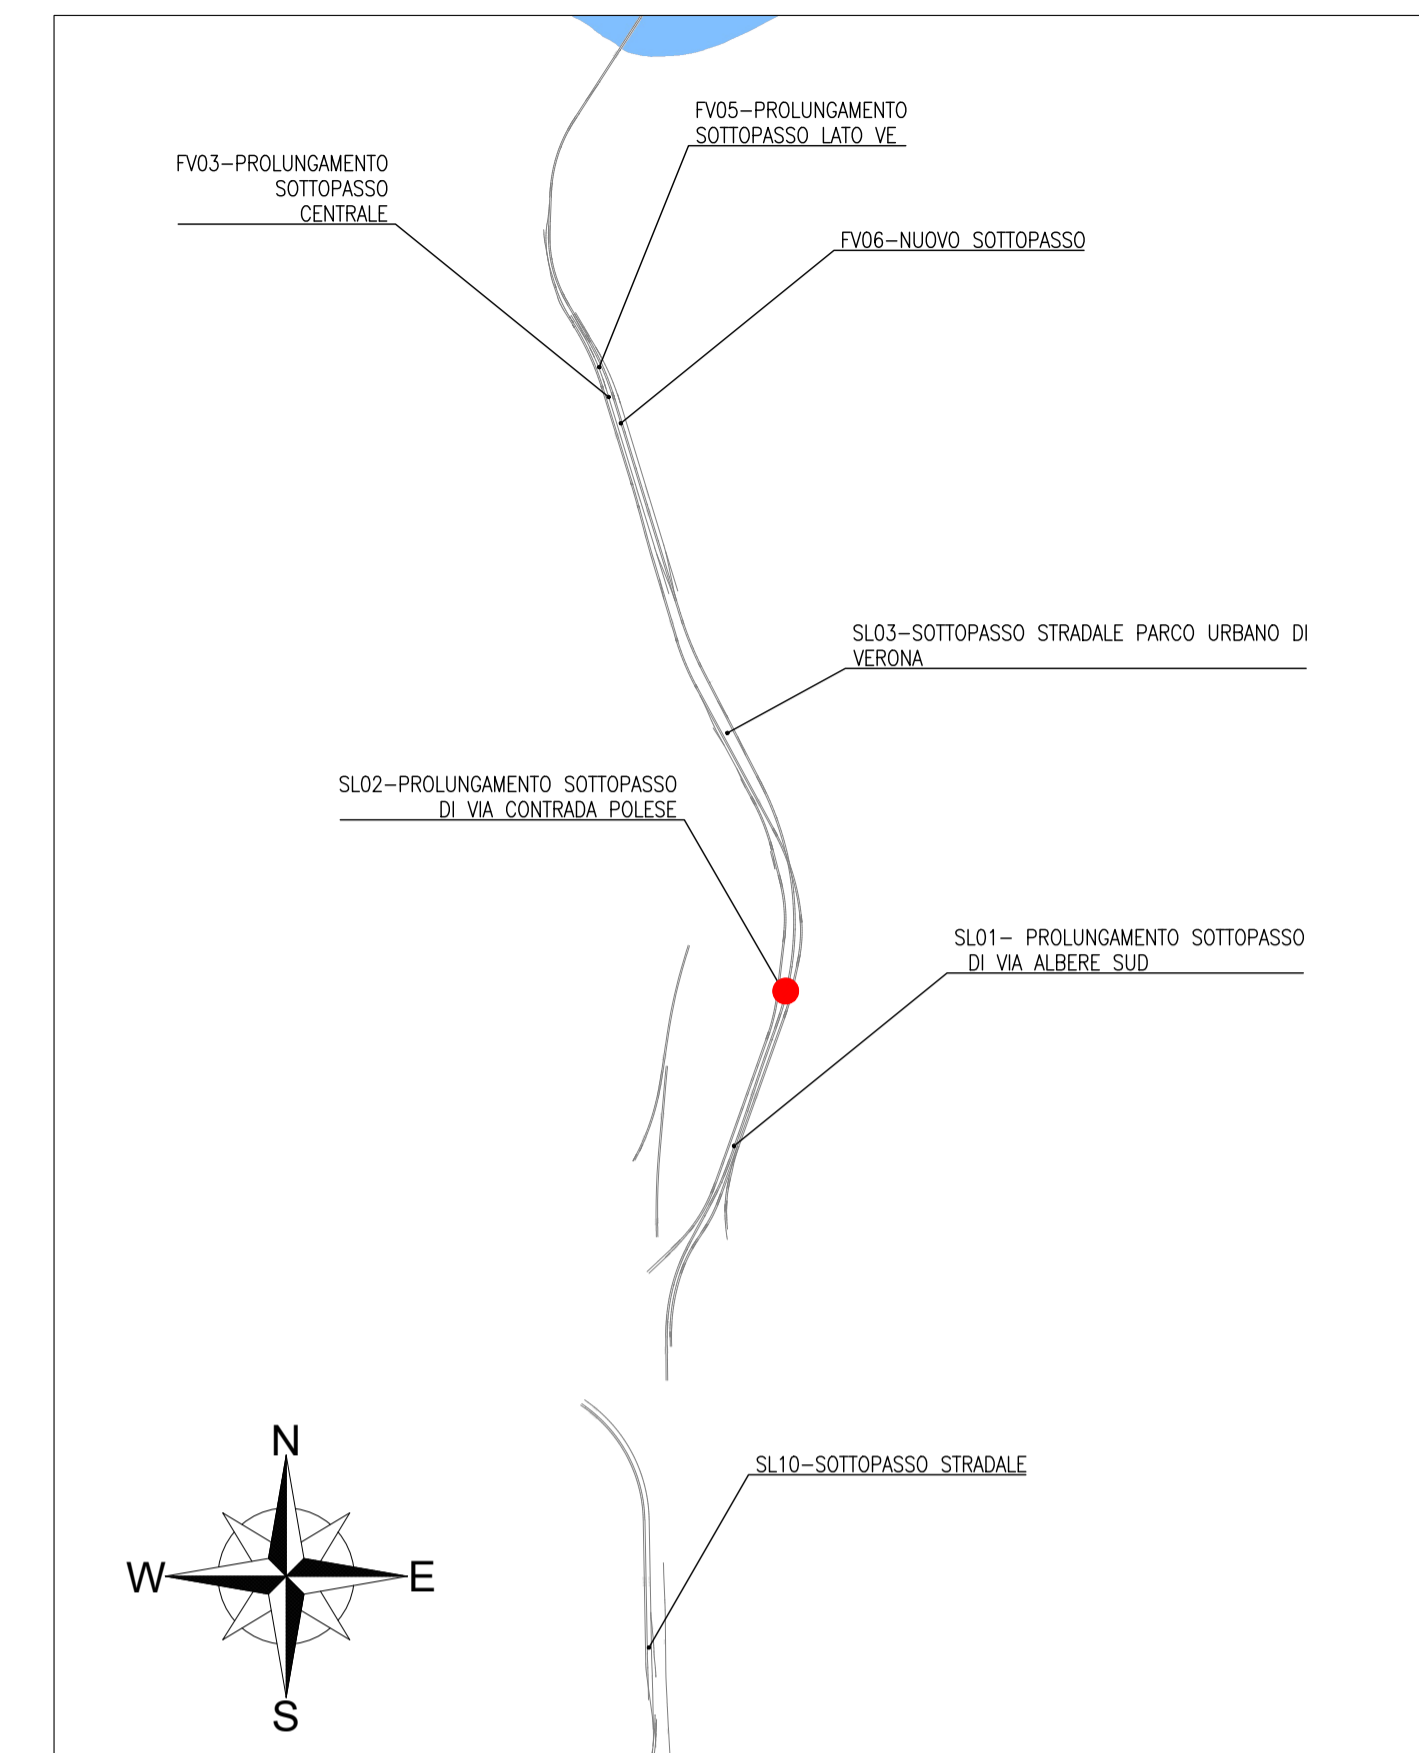 FV05-PROLUNGAMENTO
SOTTOPASSO LATO VE
FV03-PROLUNGAMENTO
SOTTOPASSO
CENTRALE
FV06-NUOVO SOTTOPASSO
SL03-SOTTOPASSO STRADALE PARCO URBANO DI
VERONA
SL02-PROLUNGAMENTO SOTTOPASSO
DI VIA CONTRADA POLESE
SL01- PROLUNGAMENTO SOTTOPASSO
DI VIA ALBERE SUD
SL10-SOTTOPASSO STRADALE
N
W
E
S